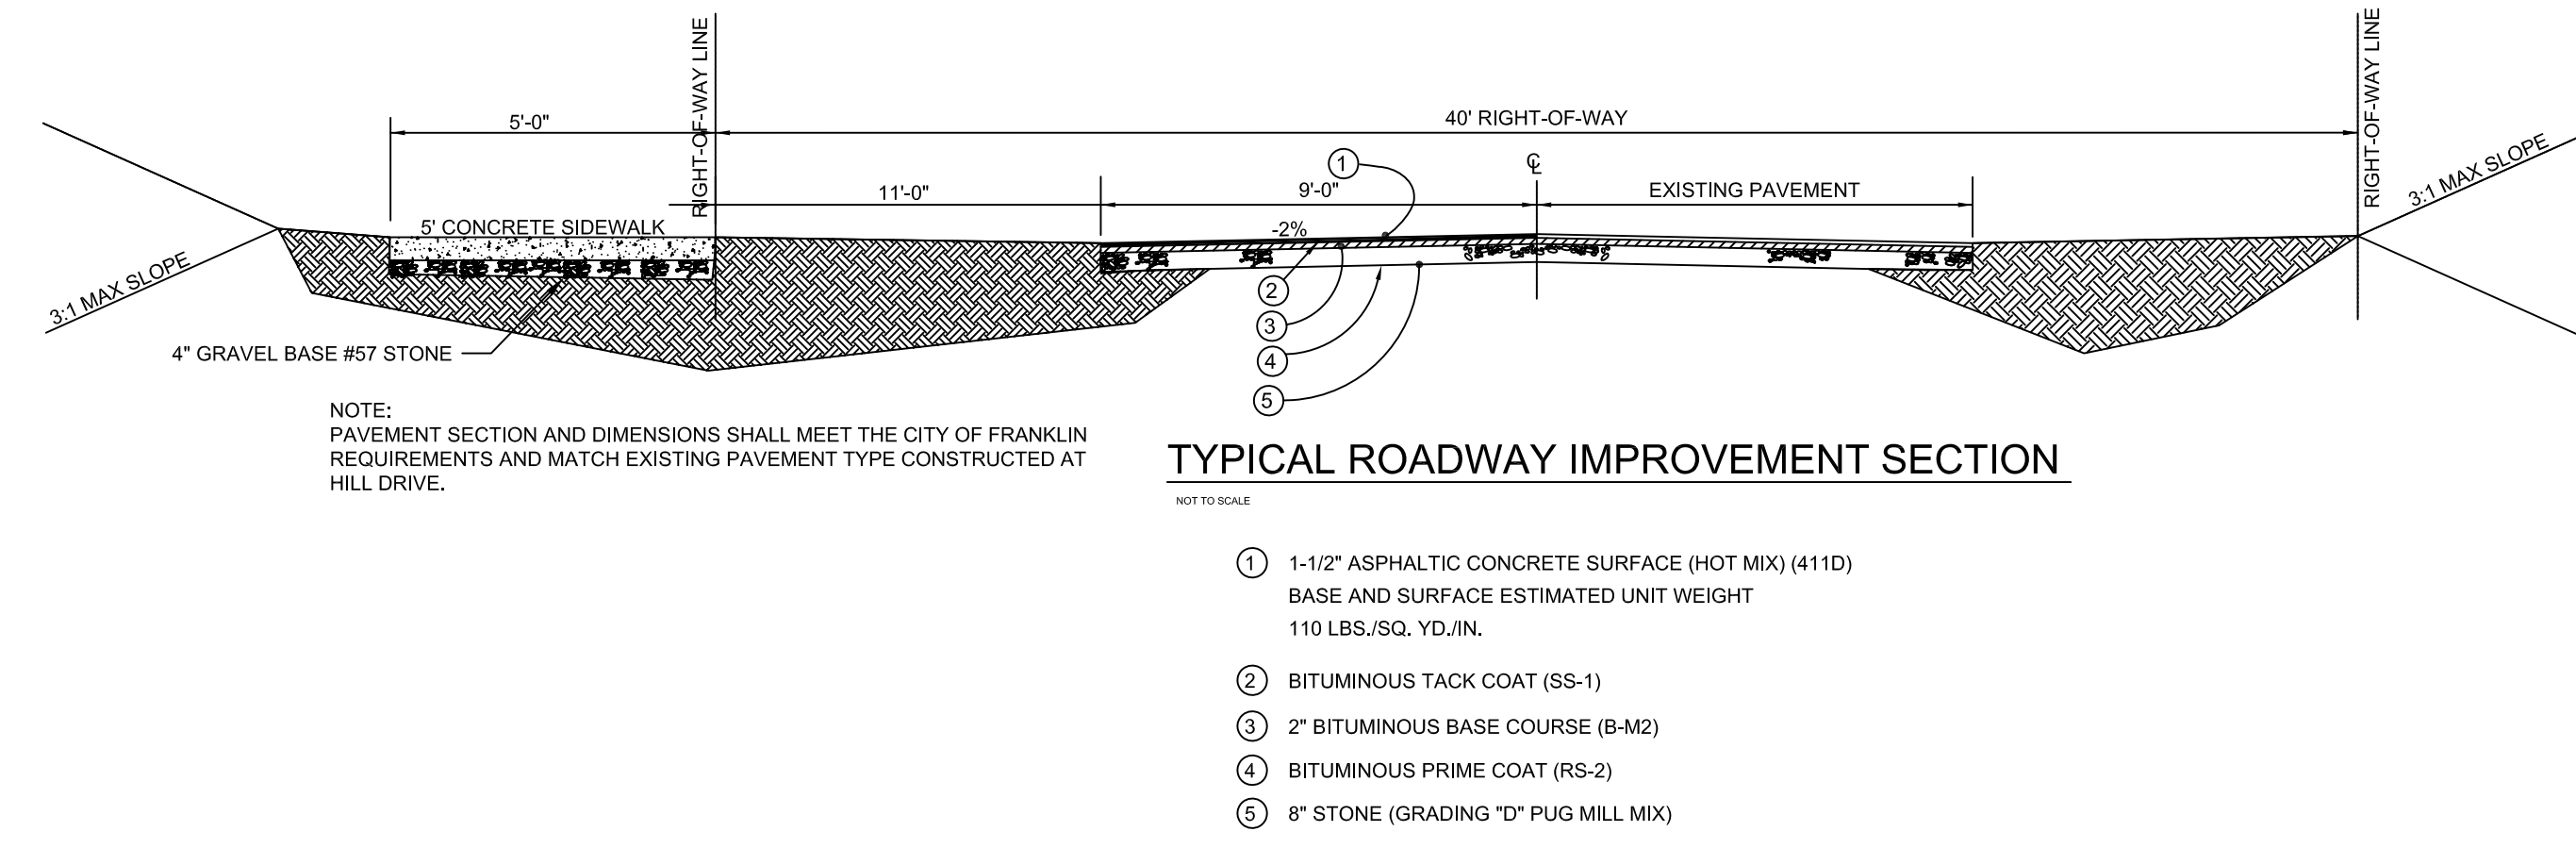 RIGHT-OF-WAY LINE
RIGHT-OF-WAY LINE
5'-0"
40' RIGHT-OF-WAY
1
℄
11'-0"
9'-0"
EXISTING PAVEMENT
3:1 MAX SLOPE
5' CONCRETE SIDEWALK
-2%
3:1 MAX SLOPE
2
3
4" GRAVEL BASE #57 STONE
4
5
NOTE:
PAVEMENT SECTION AND DIMENSIONS SHALL MEET THE CITY OF FRANKLIN
REQUIREMENTS AND MATCH EXISTING PAVEMENT TYPE CONSTRUCTED AT
HILL DRIVE.
TYPICAL ROADWAY IMPROVEMENT SECTION
NOT TO SCALE
1 1-1/2" ASPHALTIC CONCRETE SURFACE (HOT MIX) (411D)
BASE AND SURFACE ESTIMATED UNIT WEIGHT
110 LBS./SQ. YD./IN.
2 BITUMINOUS TACK COAT (SS-1)
3 2" BITUMINOUS BASE COURSE (B-M2)
4 BITUMINOUS PRIME COAT (RS-2)
5 8" STONE (GRADING "D" PUG MILL MIX)